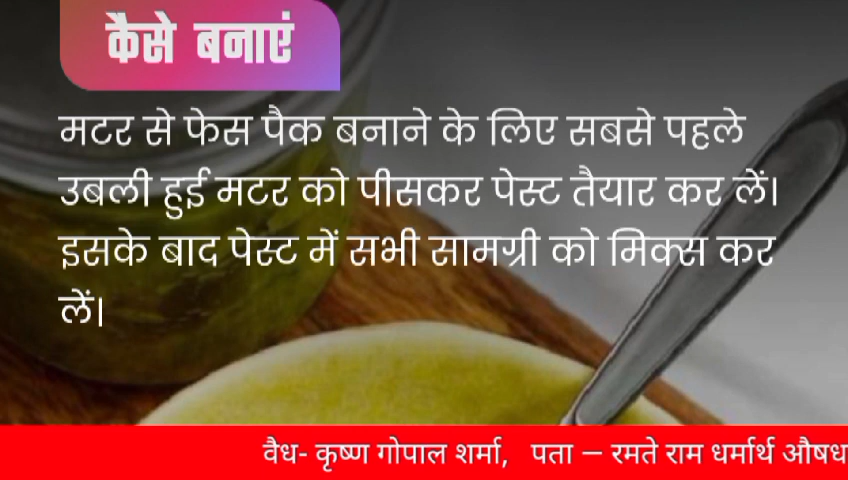 कैसे बनाएं
मटर से फेस पैक बनाने के लिए सबसे पहले
उबली हुई मटर को पीसकर पेस्ट तैयार कर लें।
इसके बाद पेस्ट में सभी सामग्री को मिक्स कर
लें।
वैध- कृष्ण गोपाल शर्मा, पता – रमते राम धर्मार्थ औषध